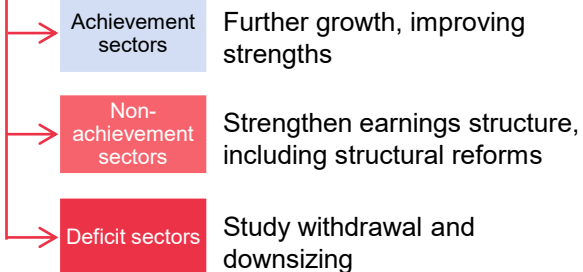 Achievement
sectors
Further growth, improving
strengths
Non-
achievement
sectors
Strengthen earnings structure,
including structural reforms
Deficit sectors
Study withdrawal and
downsizing